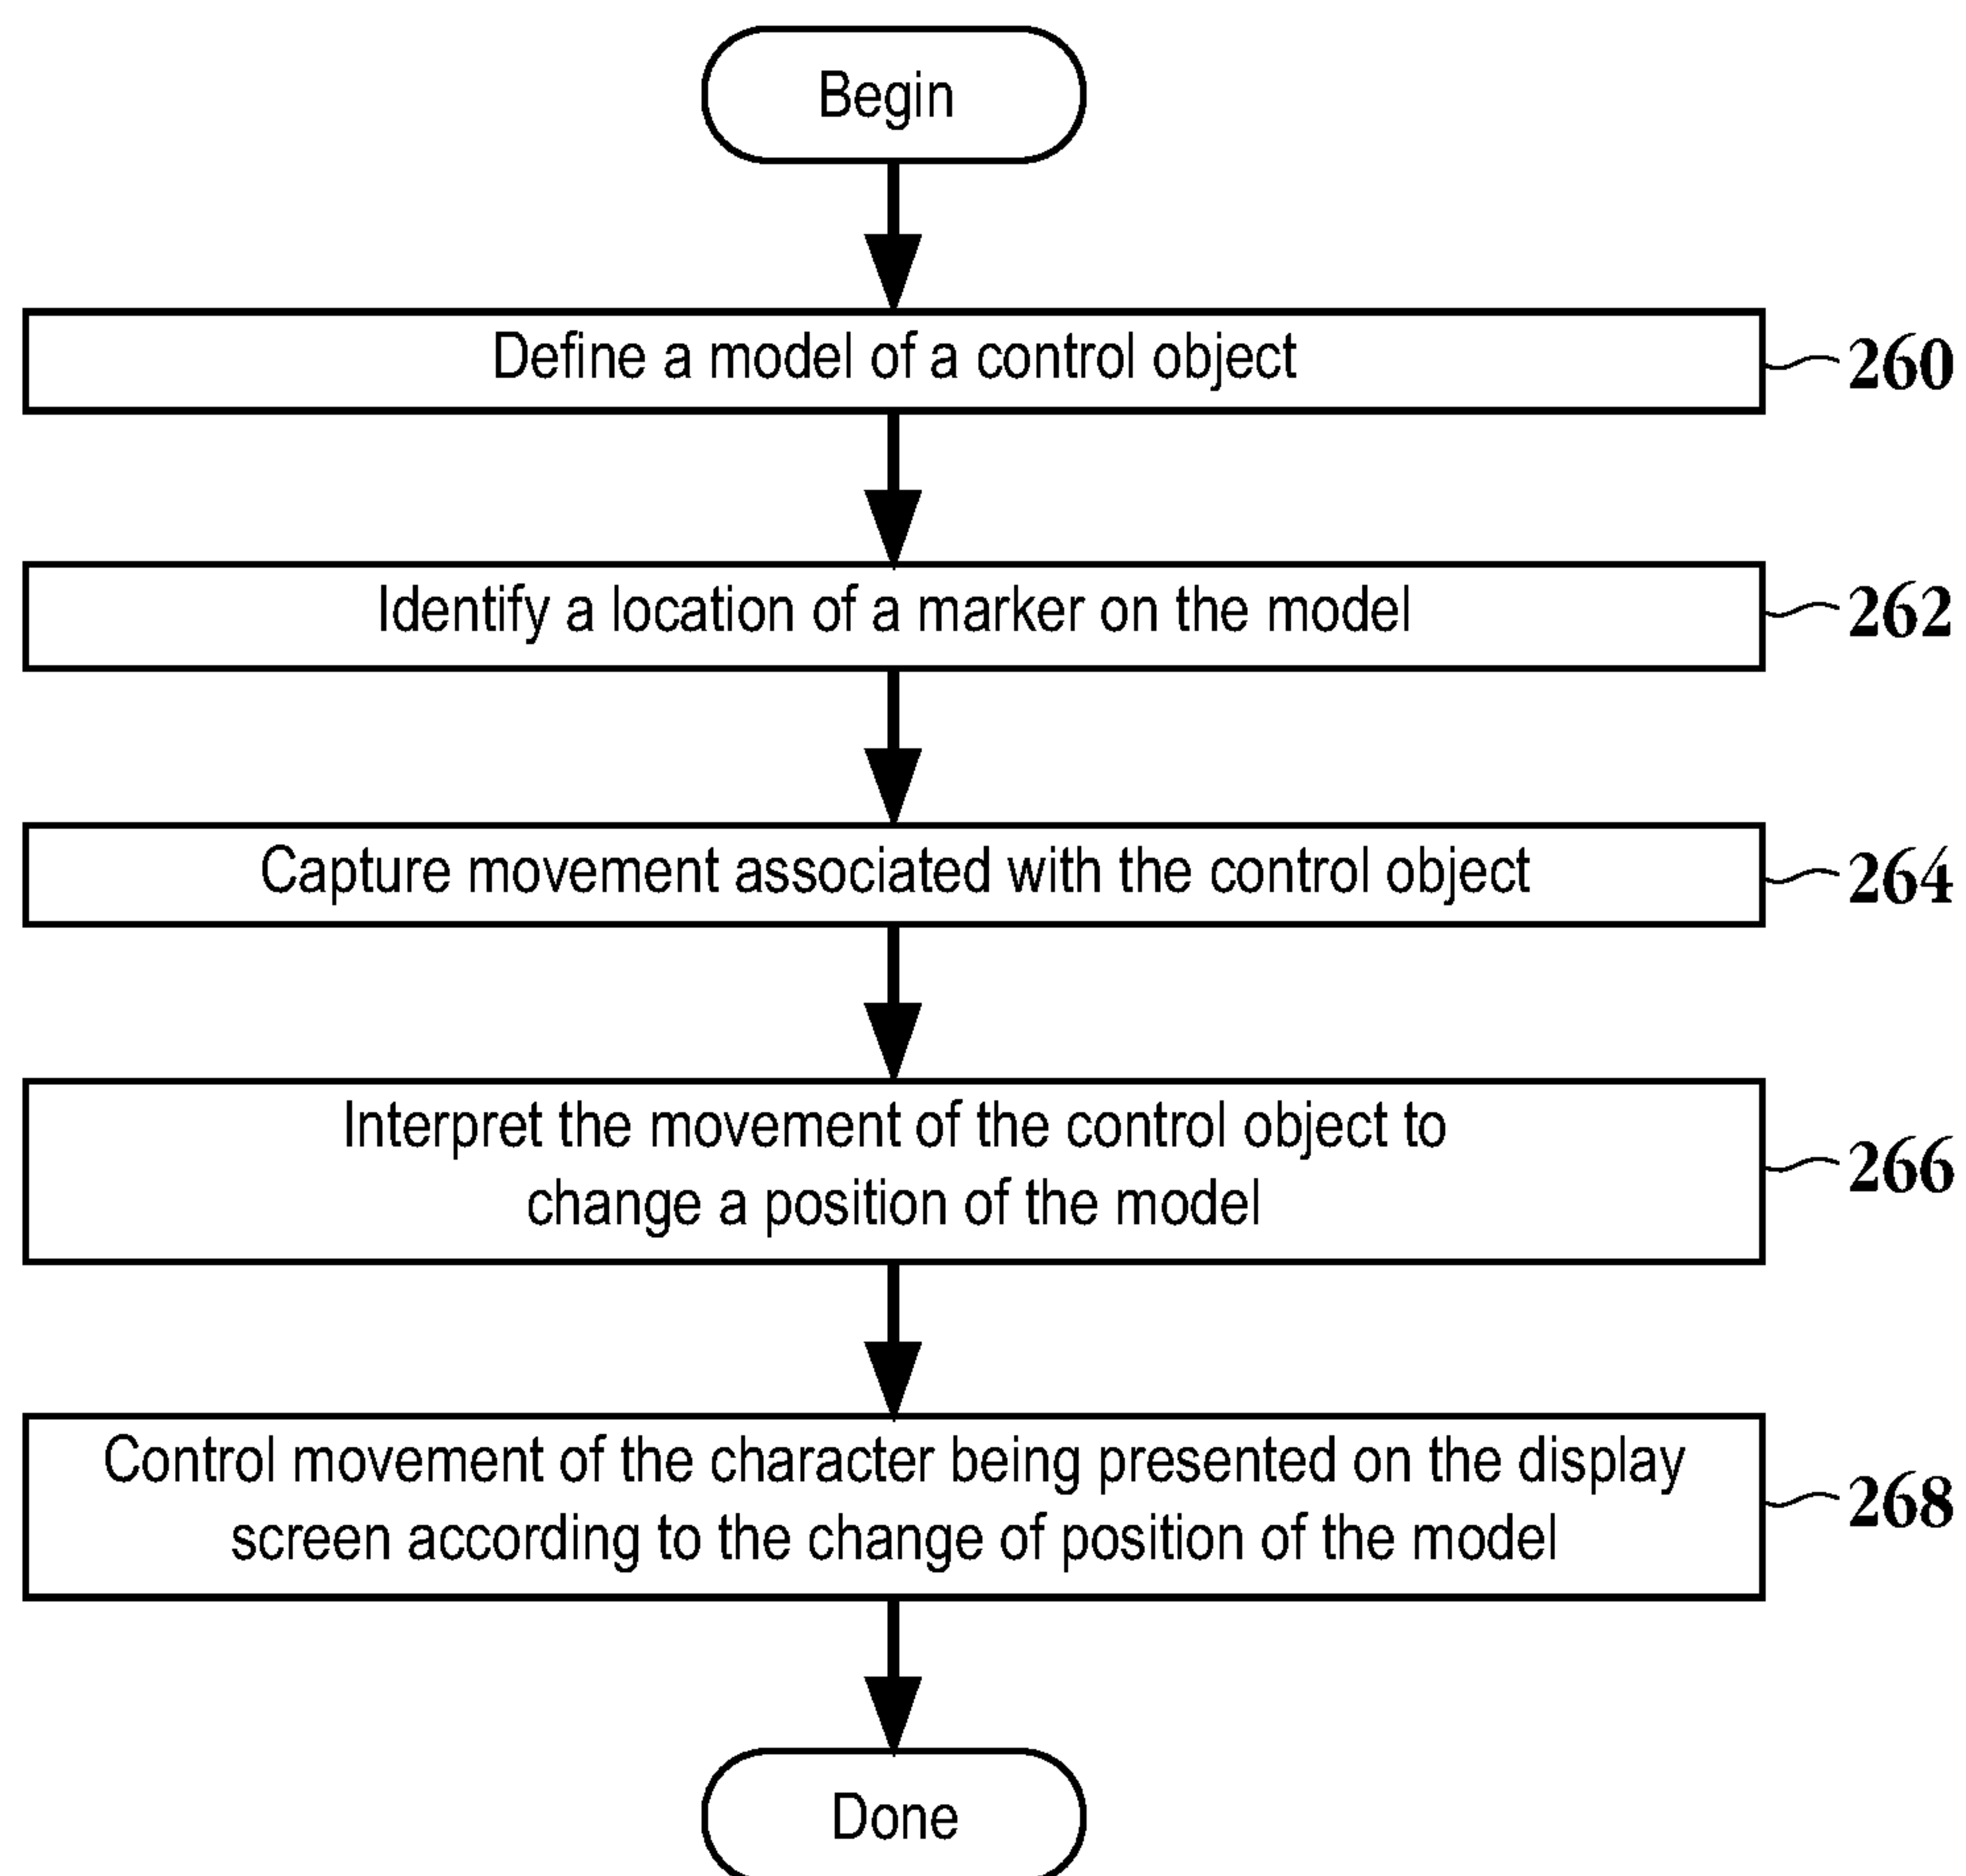 Begin
Define a model of a control object
260
Identify a location of a marker on the model
262
Capture movement associated with the control object
264
Interpret the movement of the control object to
change a position of the model
266
Control movement of the character being presented on the display
screen according to the change of position of the model
268
Done